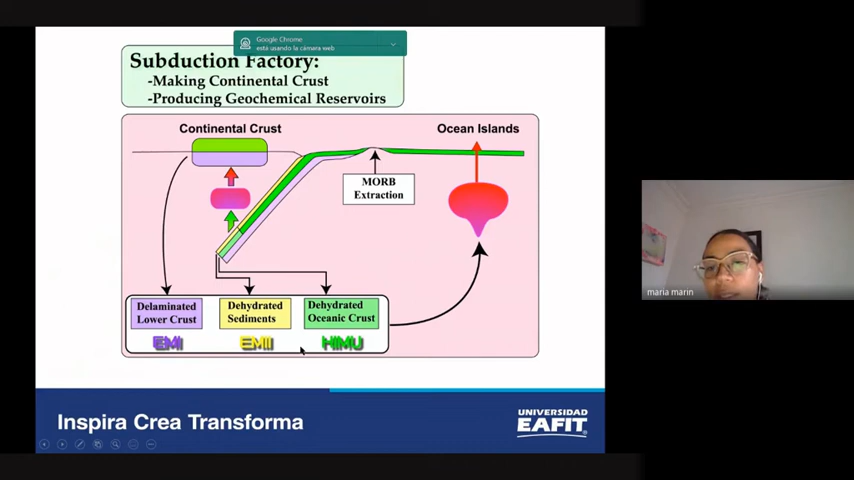 Google Chrome
está usando la cámara web
Subduction Factory:
-Making Continental Crust
-Producing Geochemical Reservoirs
Continental Crust
Ocean Islands
MORB
Extraction
Delaminated
Lower Crust
Dehydrated
Sediments
Dehydrated
Oceanic Crust
EMI
EMII
HIMU
maria marin
Inspira Crea Transforma
UNIVERSIDAD
EAFIT